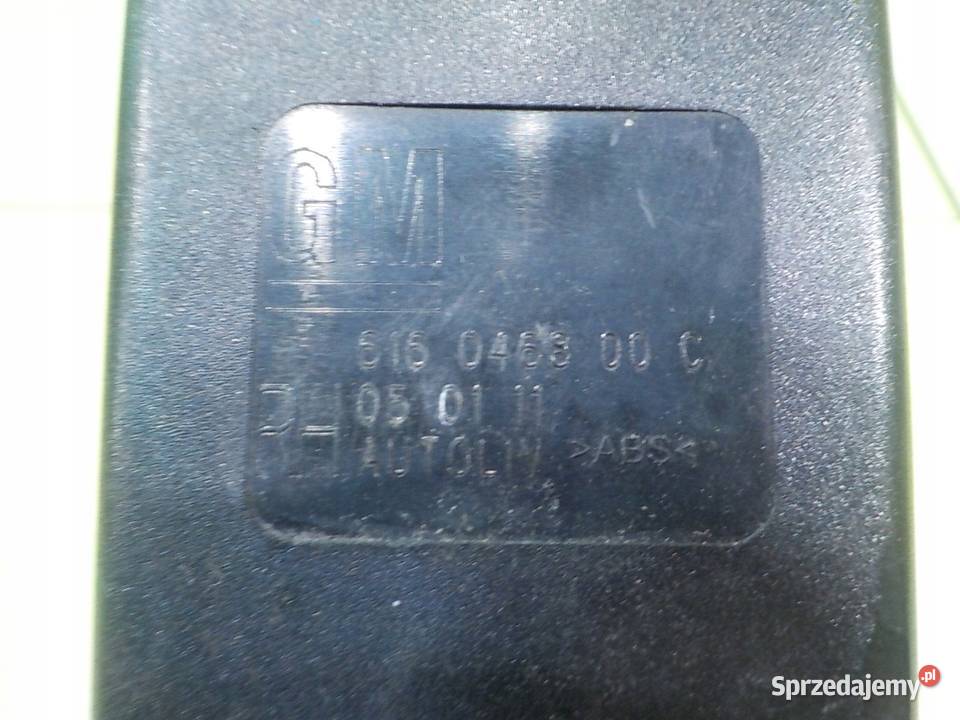 GM
616 0468 00 C
05 01 11
AUTOLIV >ABS<
Sprzedajemy.pl